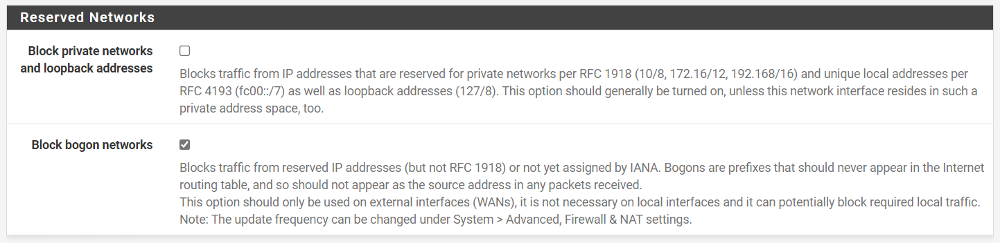 Reserved Networks
Block private networks
and loopback addresses
Blocks traffic from IP addresses that are reserved for private networks per RFC 1918 (10/8, 172.16/12, 192.168/16) and unique local addresses per
RFC 4193 (fc00::/7) as well as loopback addresses (127/8). This option should generally be turned on, unless this network interface resides in such a
private address space, too.
Block bogon networks
Blocks traffic from reserved IP addresses (but not RFC 1918) or not yet assigned by IANA. Bogons are prefixes that should never appear in the Internet
routing table, and so should not appear as the source address in any packets received.
This option should only be used on external interfaces (WANs), it is not necessary on local interfaces and it can potentially block required local traffic.
Note: The update frequency can be changed under System > Advanced, Firewall & NAT settings.